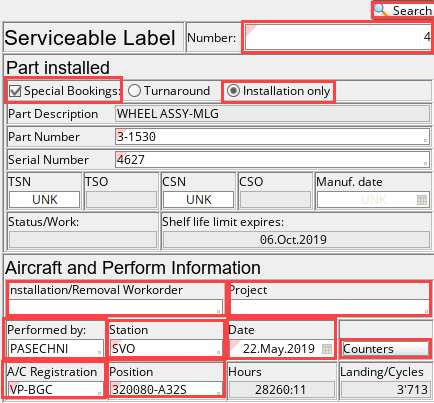 Search
Serviceable Label Number: 4
Part installed
Special Bookings: Turnaround Installation only
Part Description WHEEL ASSY-MLG
Part Number 3-1530
Serial Number 4627
TSN TSO CSN CSO Manuf. date
UNK UNK UNK
Status/Work: Shelf life limit expires:
06.Oct.2019
Aircraft and Perform Information
nstallation/Removal Workorder Project
Performed by: Station Date
PASECHNI SVO 22.May.2019 Counters
A/C Registration Position Hours Landing/Cycles
VP-BGC 320080-A32S 28260:11 3'713